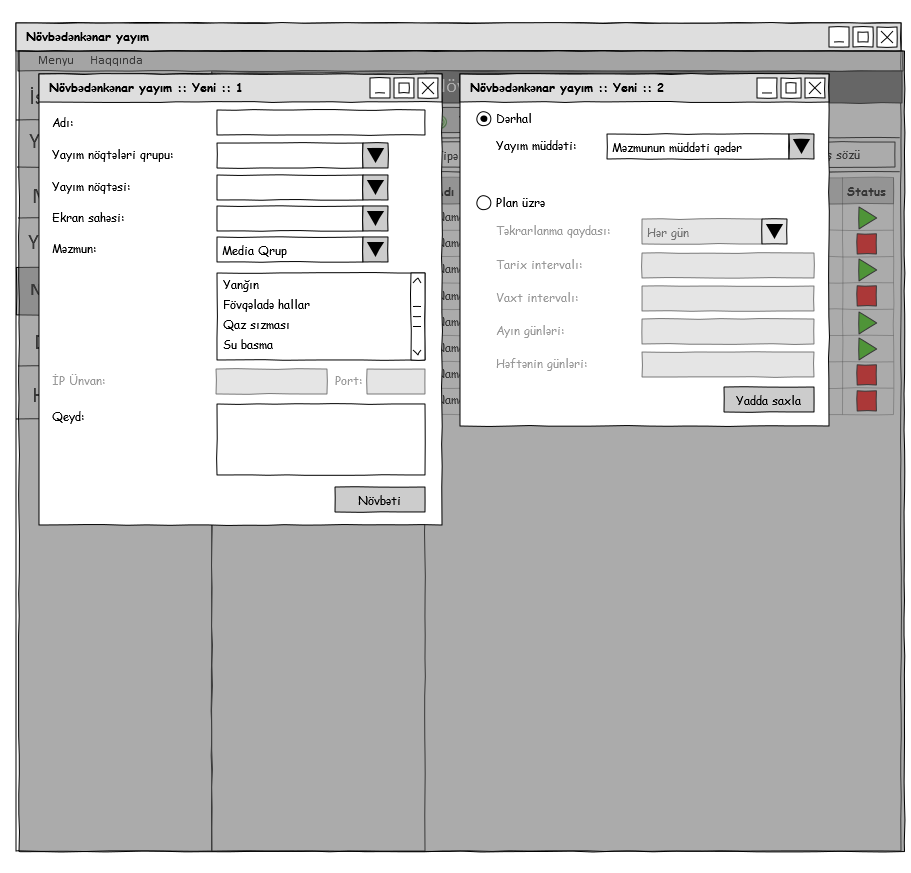 Növbədənkənar yayım
Menyu Haqqında
Növbədənkənar yayım :: Yeni :: 1
Adı:
Yayım nöqtələri qrupu:
Yayım nöqtəsi:
Ekran sahəsi:
Məzmun: Media Qrup
Yanğın
Fövqəladə hallar
Qaz sızması
Su basma
İP Ünvan: Port:
Qeyd:
Növbəti
Növbədənkənar yayım :: Yeni :: 2
Dərhal
Yayım müddəti: Məzmunun müddəti qədər
Plan üzrə
Təkrarlanma qaydası: Hər gün
Tarix intervalı:
Vaxt intervalı:
Ayın günləri:
Həftənin günləri:
Yadda saxla
sözü
Status